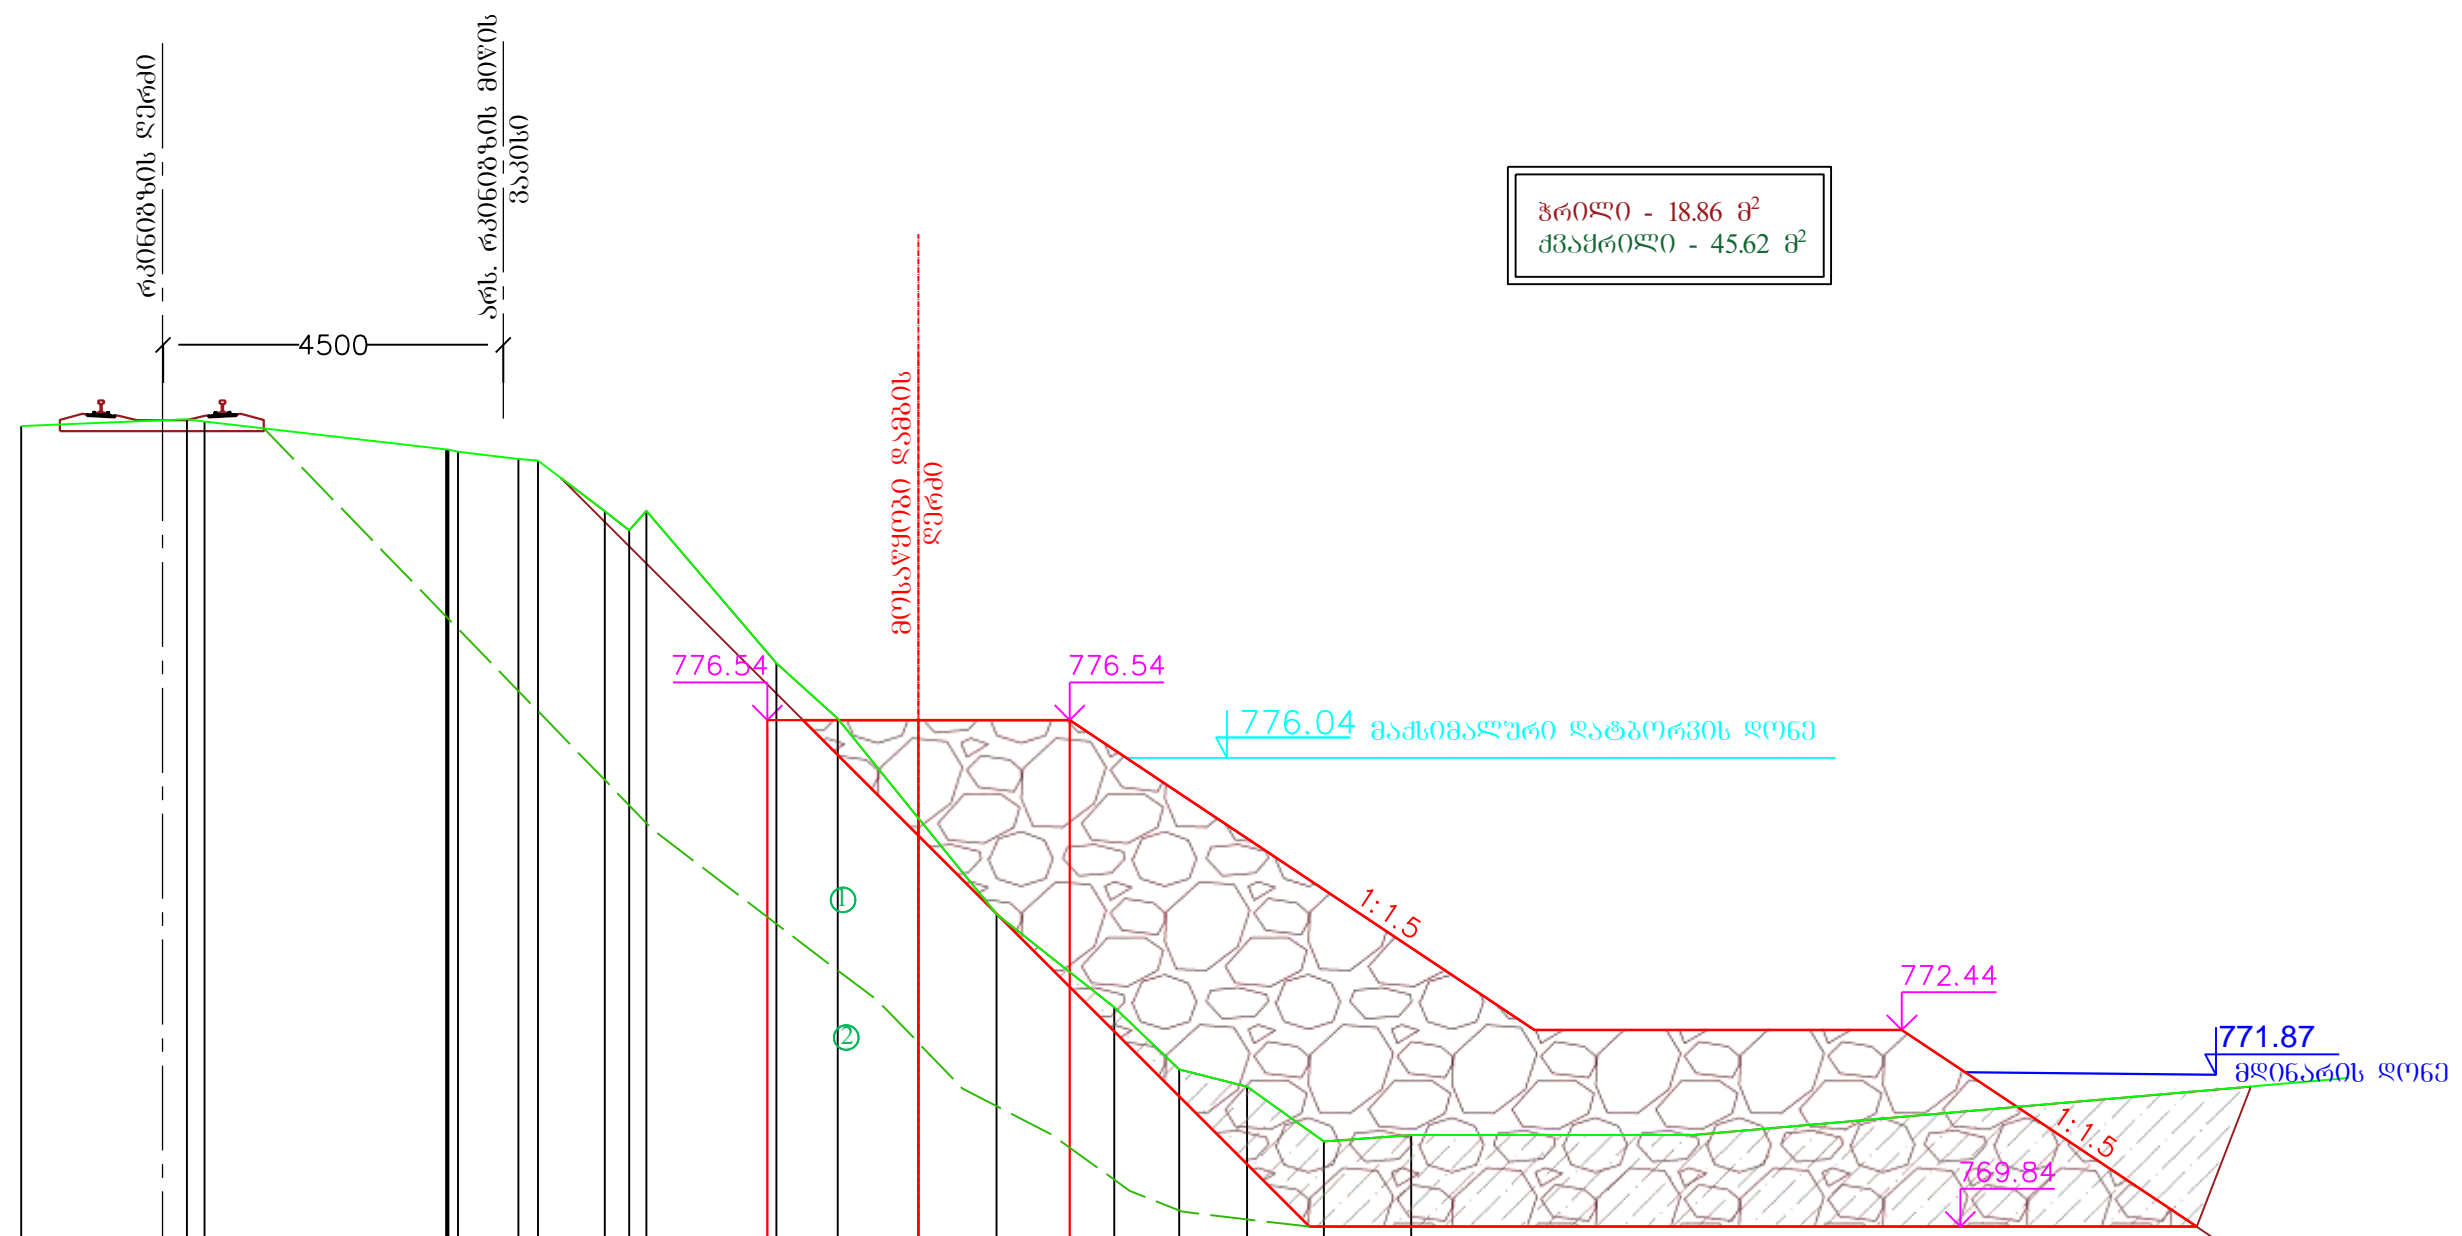 რკინიგზის ღერძი
არს. რკინიგზის მიწის
ვაკისი
4500
ჭრილი - 18.86 მ²
ქვაყრილი - 45.62 მ²
მოსაწყობი დამბის
ღერძი
776.54
776.54
776.04 მაქსიმალური დატბორვის დონე
1
1:1.5
772.44
2
771.87
მდინარის დონე
1:1.5
769.84